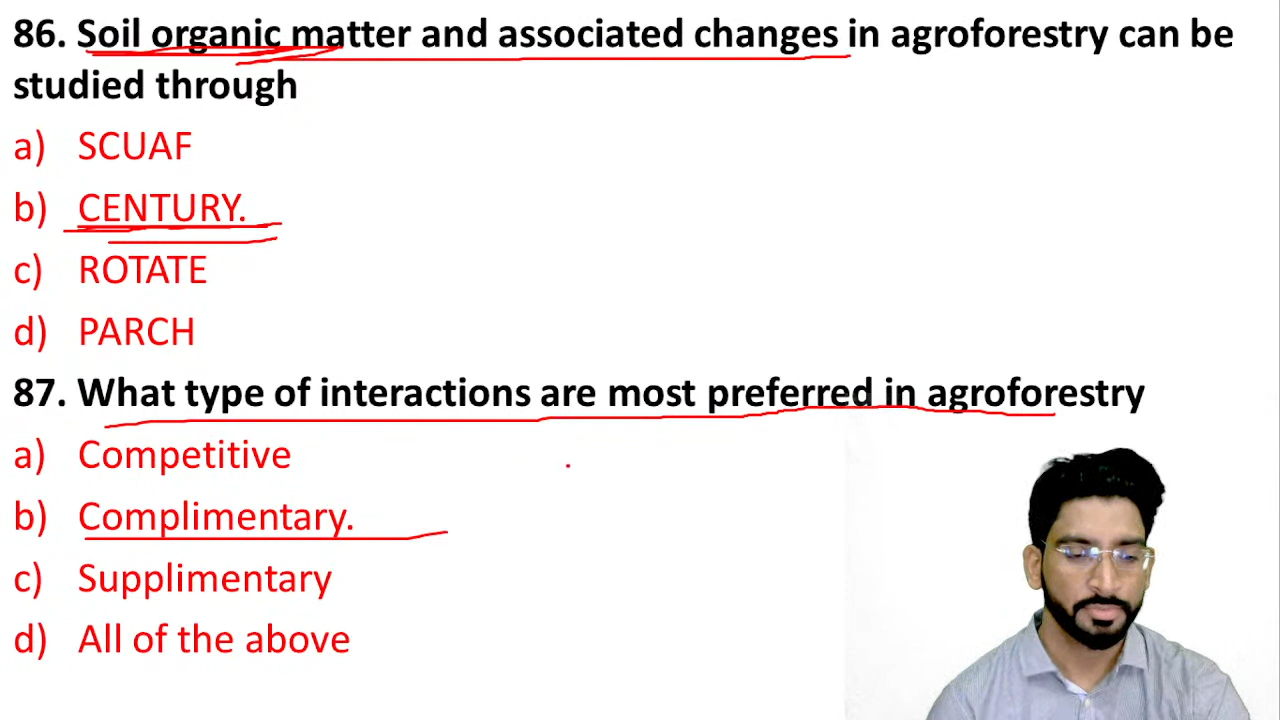 86. Soil organic matter and associated changes in agroforestry can be
studied through
a) SCUAF
b) CENTURY.
c) ROTATE
d) PARCH
87. What type of interactions are most preferred in agroforestry
a) Competitive
b) Complimentary.
c) Supplimentary
d) All of the above